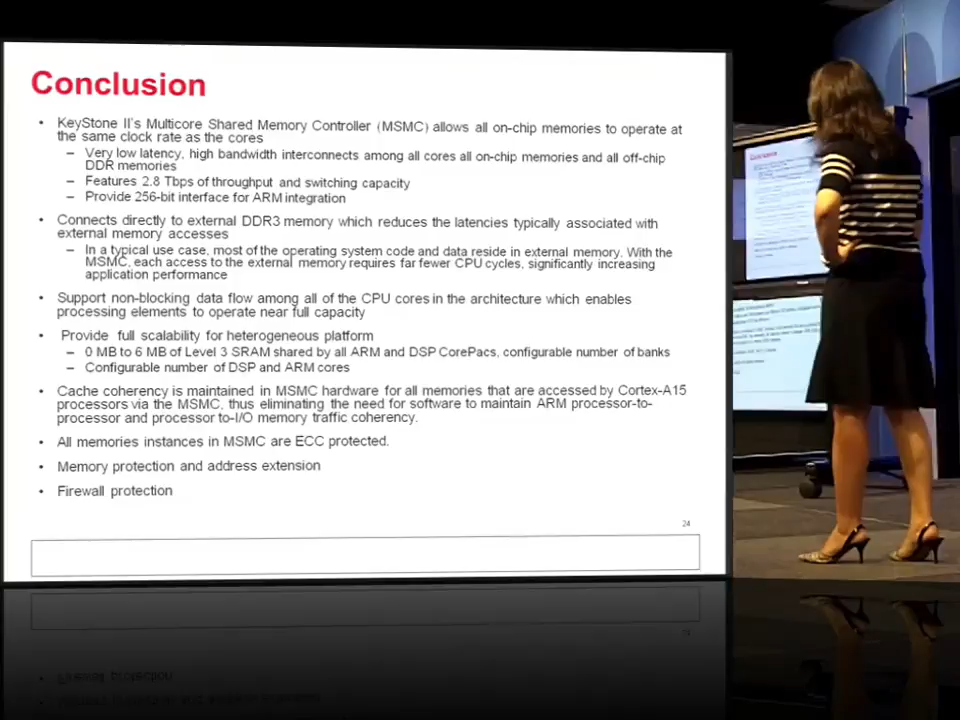 Conclusion
• KeyStone II's Multicore Shared Memory Controller (MSMC) allows all on-chip memories to operate at
the same clock rate as the cores
– Very low latency, high bandwidth interconnects among all cores all on-chip memories and all off-chip
DDR memories
– Features 2.8 Tbps of throughput and switching capacity
– Provide 256-bit interface for ARM integration
• Connects directly to external DDR3 memory which reduces the latencies typically associated with
external memory accesses
– In a typical use case, most of the operating system code and data reside in external memory. With the
MSMC, each access to the external memory requires far fewer CPU cycles, significantly increasing
application performance
• Support non-blocking data flow among all of the CPU cores in the architecture which enables
processing elements to operate near full capacity
• Provide full scalability for heterogeneous platform
– 0 MB to 6 MB of Level 3 SRAM shared by all ARM and DSP CorePacs, configurable number of banks
– Configurable number of DSP and ARM cores
• Cache coherency is maintained in MSMC hardware for all memories that are accessed by Cortex-A15
processors via the MSMC, thus eliminating the need for software to maintain ARM processor-to-
processor and processor to-I/O memory traffic coherency.
• All memories instances in MSMC are ECC protected.
• Memory protection and address extension
• Firewall protection
24